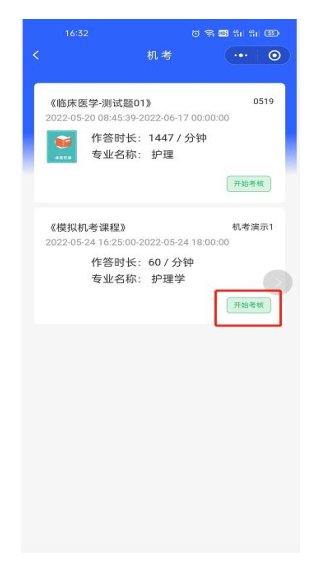 16:32
机考
《临床医学-测试题01》 0519
2022-05-20 08:45:39-2022-06-17 00:00:00
作答时长： 1447 / 分钟
专业名称： 护理
开始考核
《模拟机考课程》 机考演示1
2022-05-24 16:25:00-2022-05-24 18:00:00
作答时长： 60 / 分钟
专业名称： 护理学
开始考核